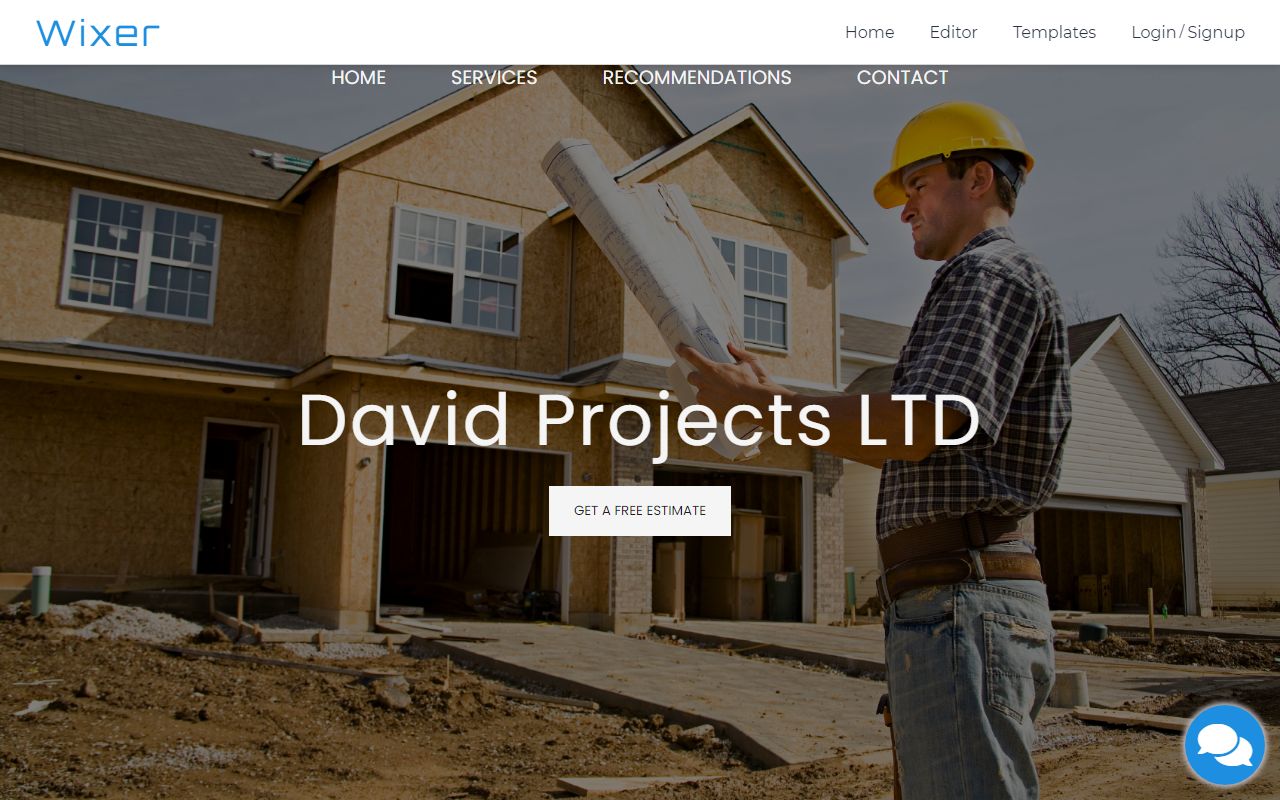 Wixer
Home Editor Templates Login / Signup
HOME SERVICES RECOMMENDATIONS CONTACT
David Projects LTD
GET A FREE ESTIMATE